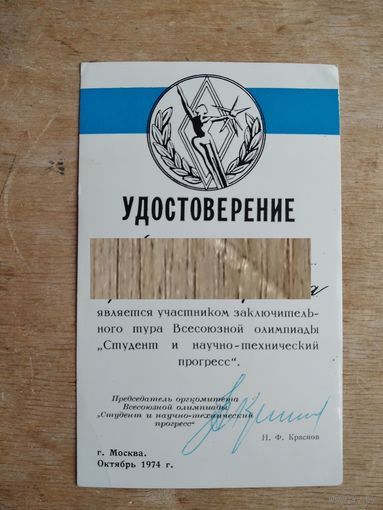 УДОСТОВЕРЕНИЕ
является участником заключитель-
ного тура Всесоюзной олимпиады
„Студент и научно-технический
прогресс“.
Председатель оргкомитета
Всесоюзной олимпиады
„Студент и научно-технический
прогресс“
Н. Ф. Краснов
г. Москва.
Октябрь 1974 г.